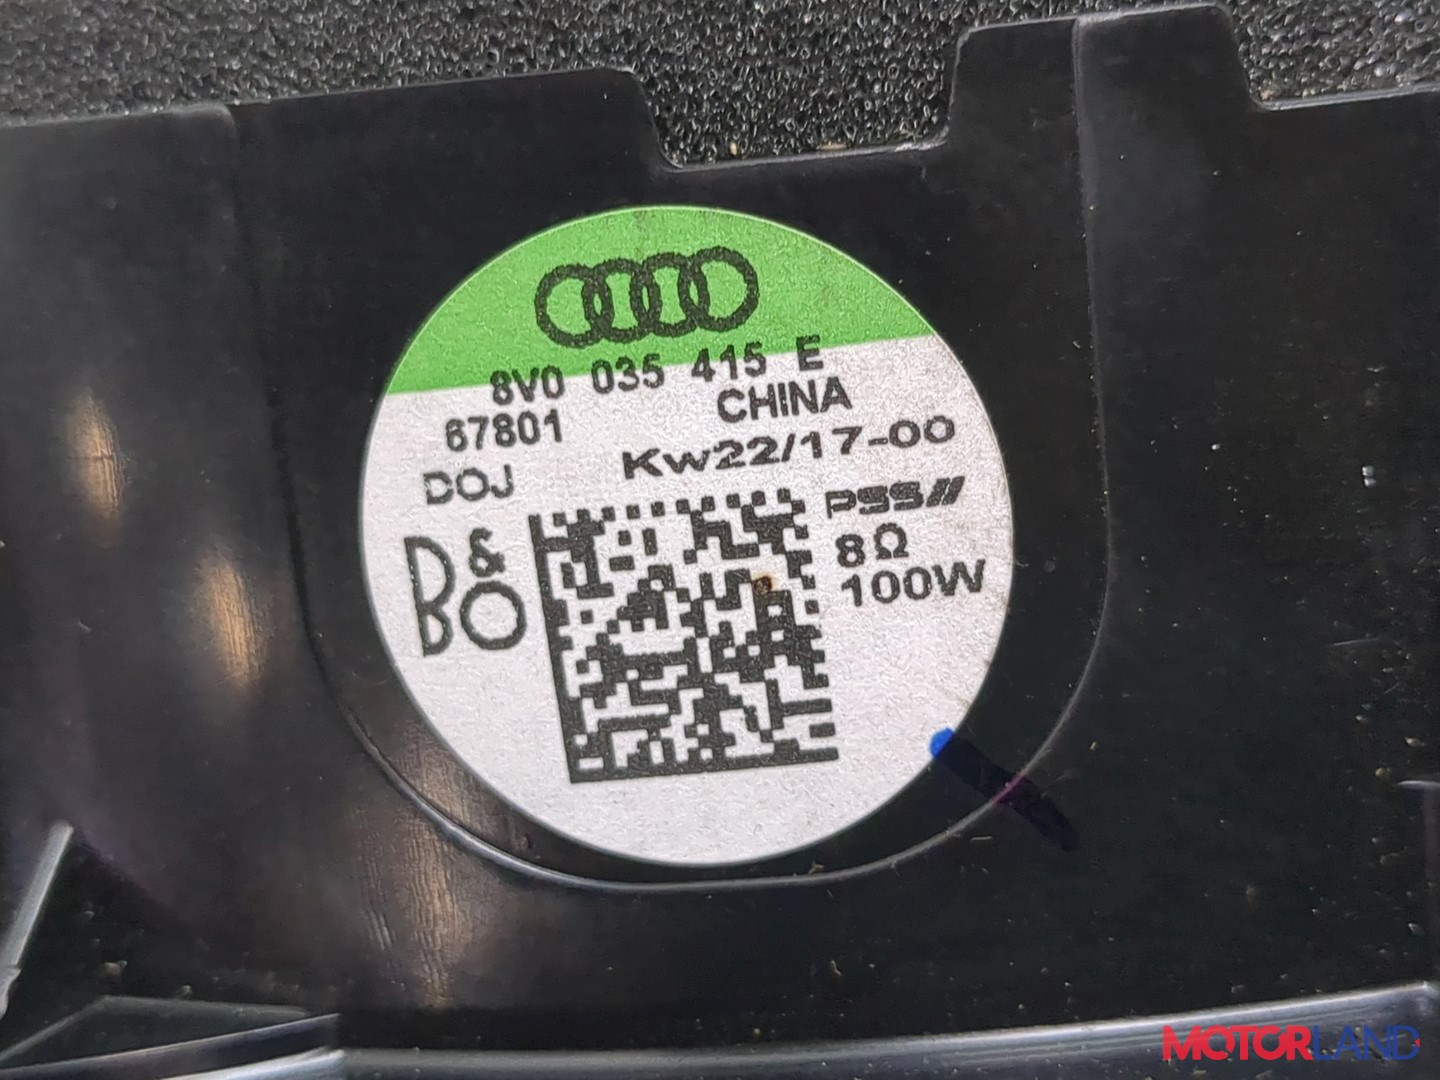 8V0 035 415 E
67801 CHINA
DOJ Kw22/17-00
PSS//
B&O 8Ω
100W
MOTORLAND